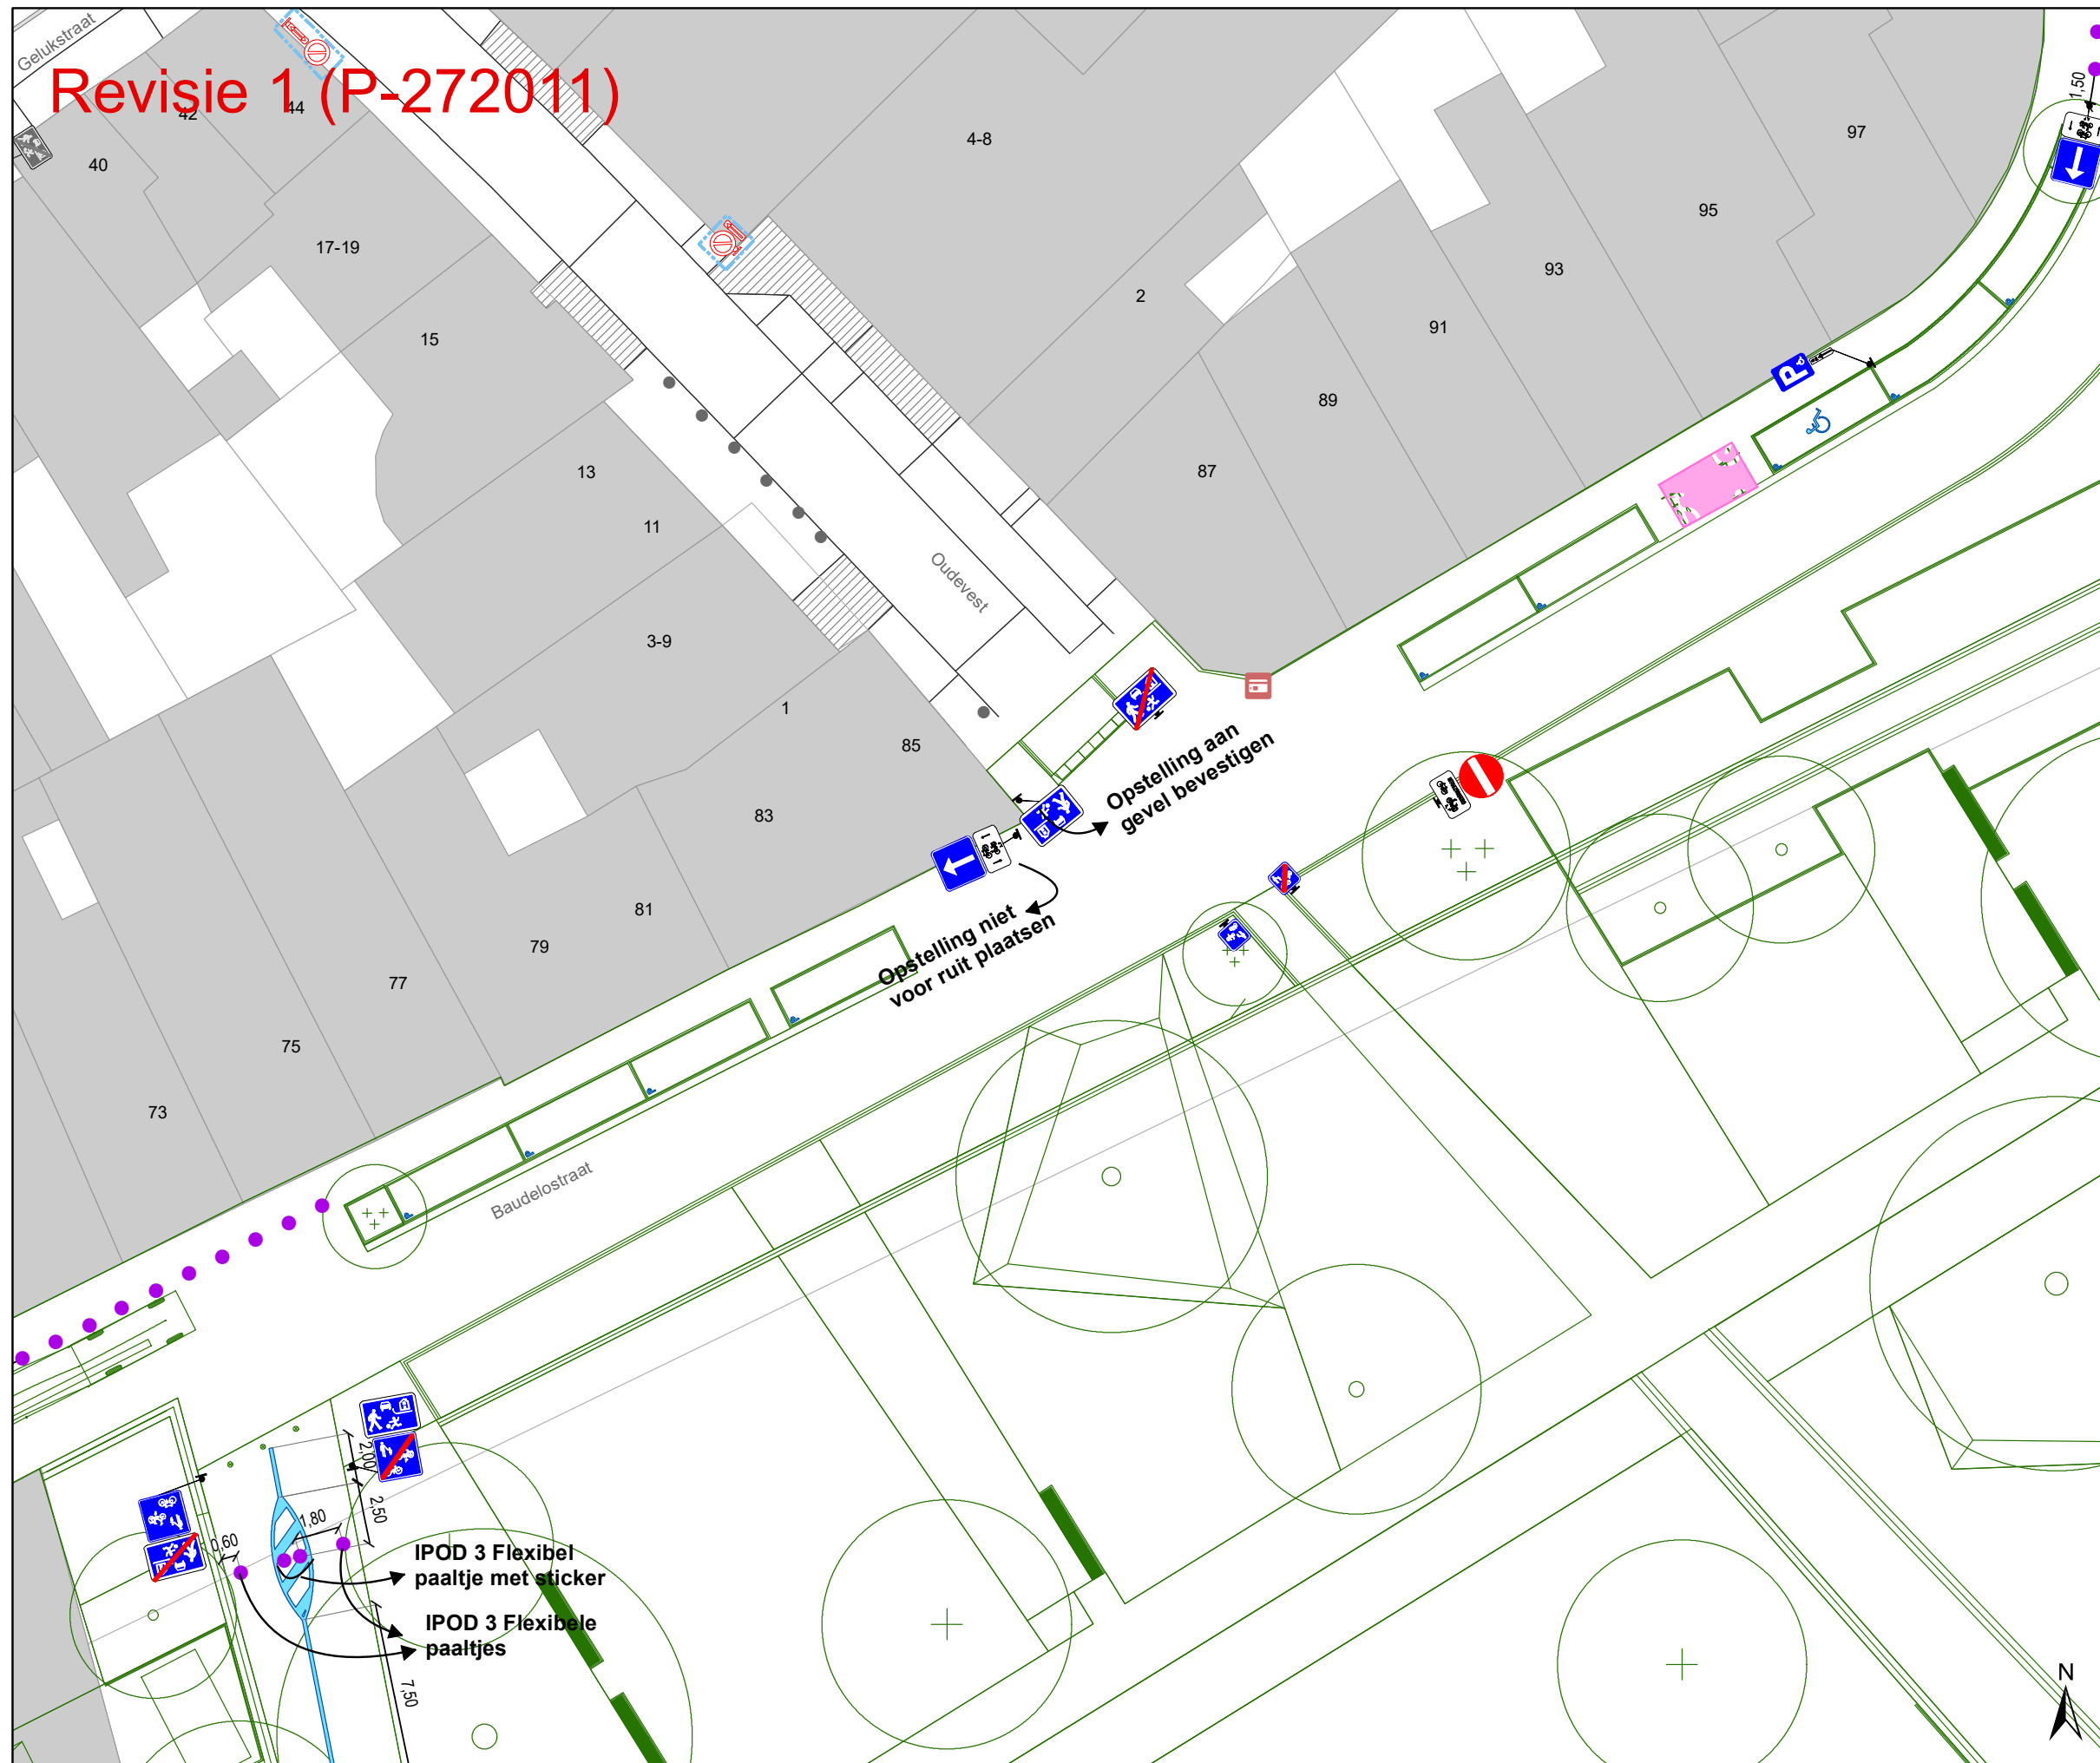 Gelukstraat
Revisie 1 (P-272011)
42
44
40
4-8
97
1,50
95
17-19
93
2
91
15
89
87
13
11
Oudevest
3-9
1
85
83
81
79
77
75
73
P
Opstelling aan
gevel bevestigen
Opstelling niet
voor ruit plaatsen
Baudelostraat
2,00
2,50
1,80
0,60
IPOD 3 Flexibel
paaltje met sticker
IPOD 3 Flexibele
paaltjes
7,50
N